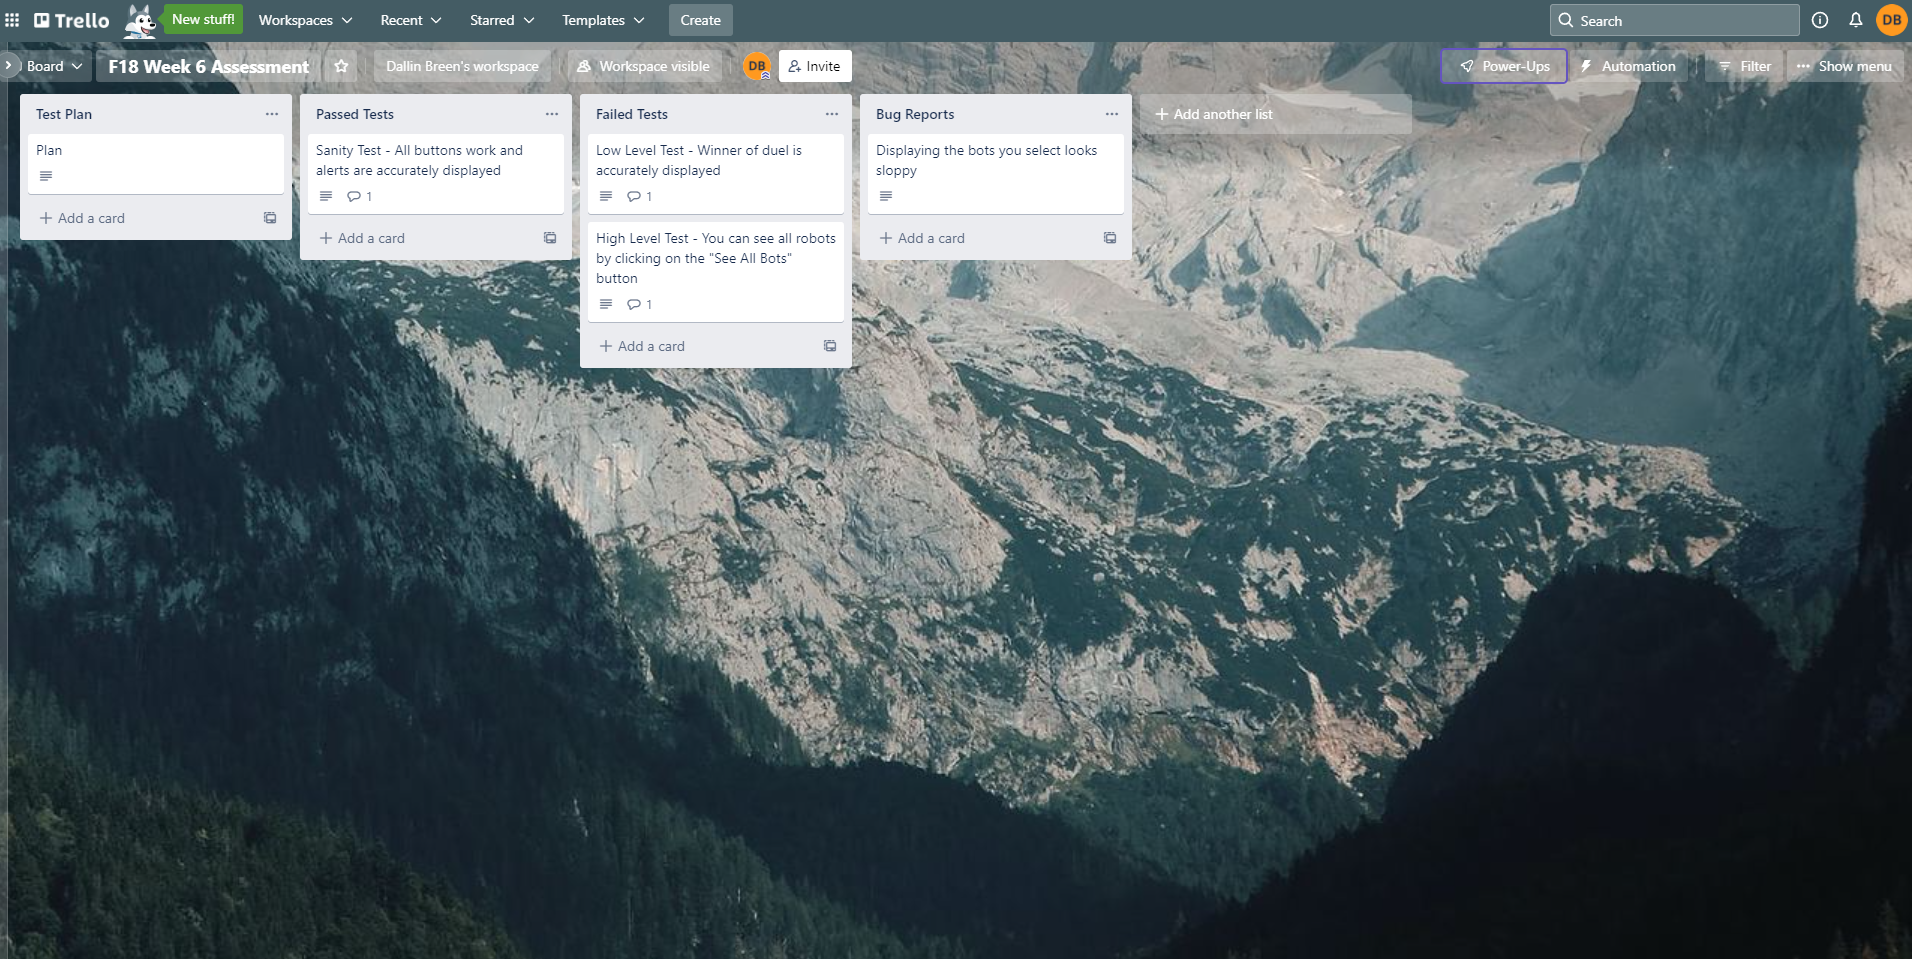 Trello
New stuff!
Workspaces
Recent
Starred
Templates
Create
Search
DB
Board
F18 Week 6 Assessment
Dallin Breen's workspace
Workspace visible
DB
Invite
Power-Ups
Automation
Filter
Show menu
Test Plan
Plan
Add a card
Passed Tests
Sanity Test - All buttons work and
alerts are accurately displayed
1
Add a card
Failed Tests
Low Level Test - Winner of duel is
accurately displayed
1
High Level Test - You can see all robots
by clicking on the "See All Bots"
button
1
Add a card
Bug Reports
Displaying the bots you select looks
sloppy
Add a card
Add another list